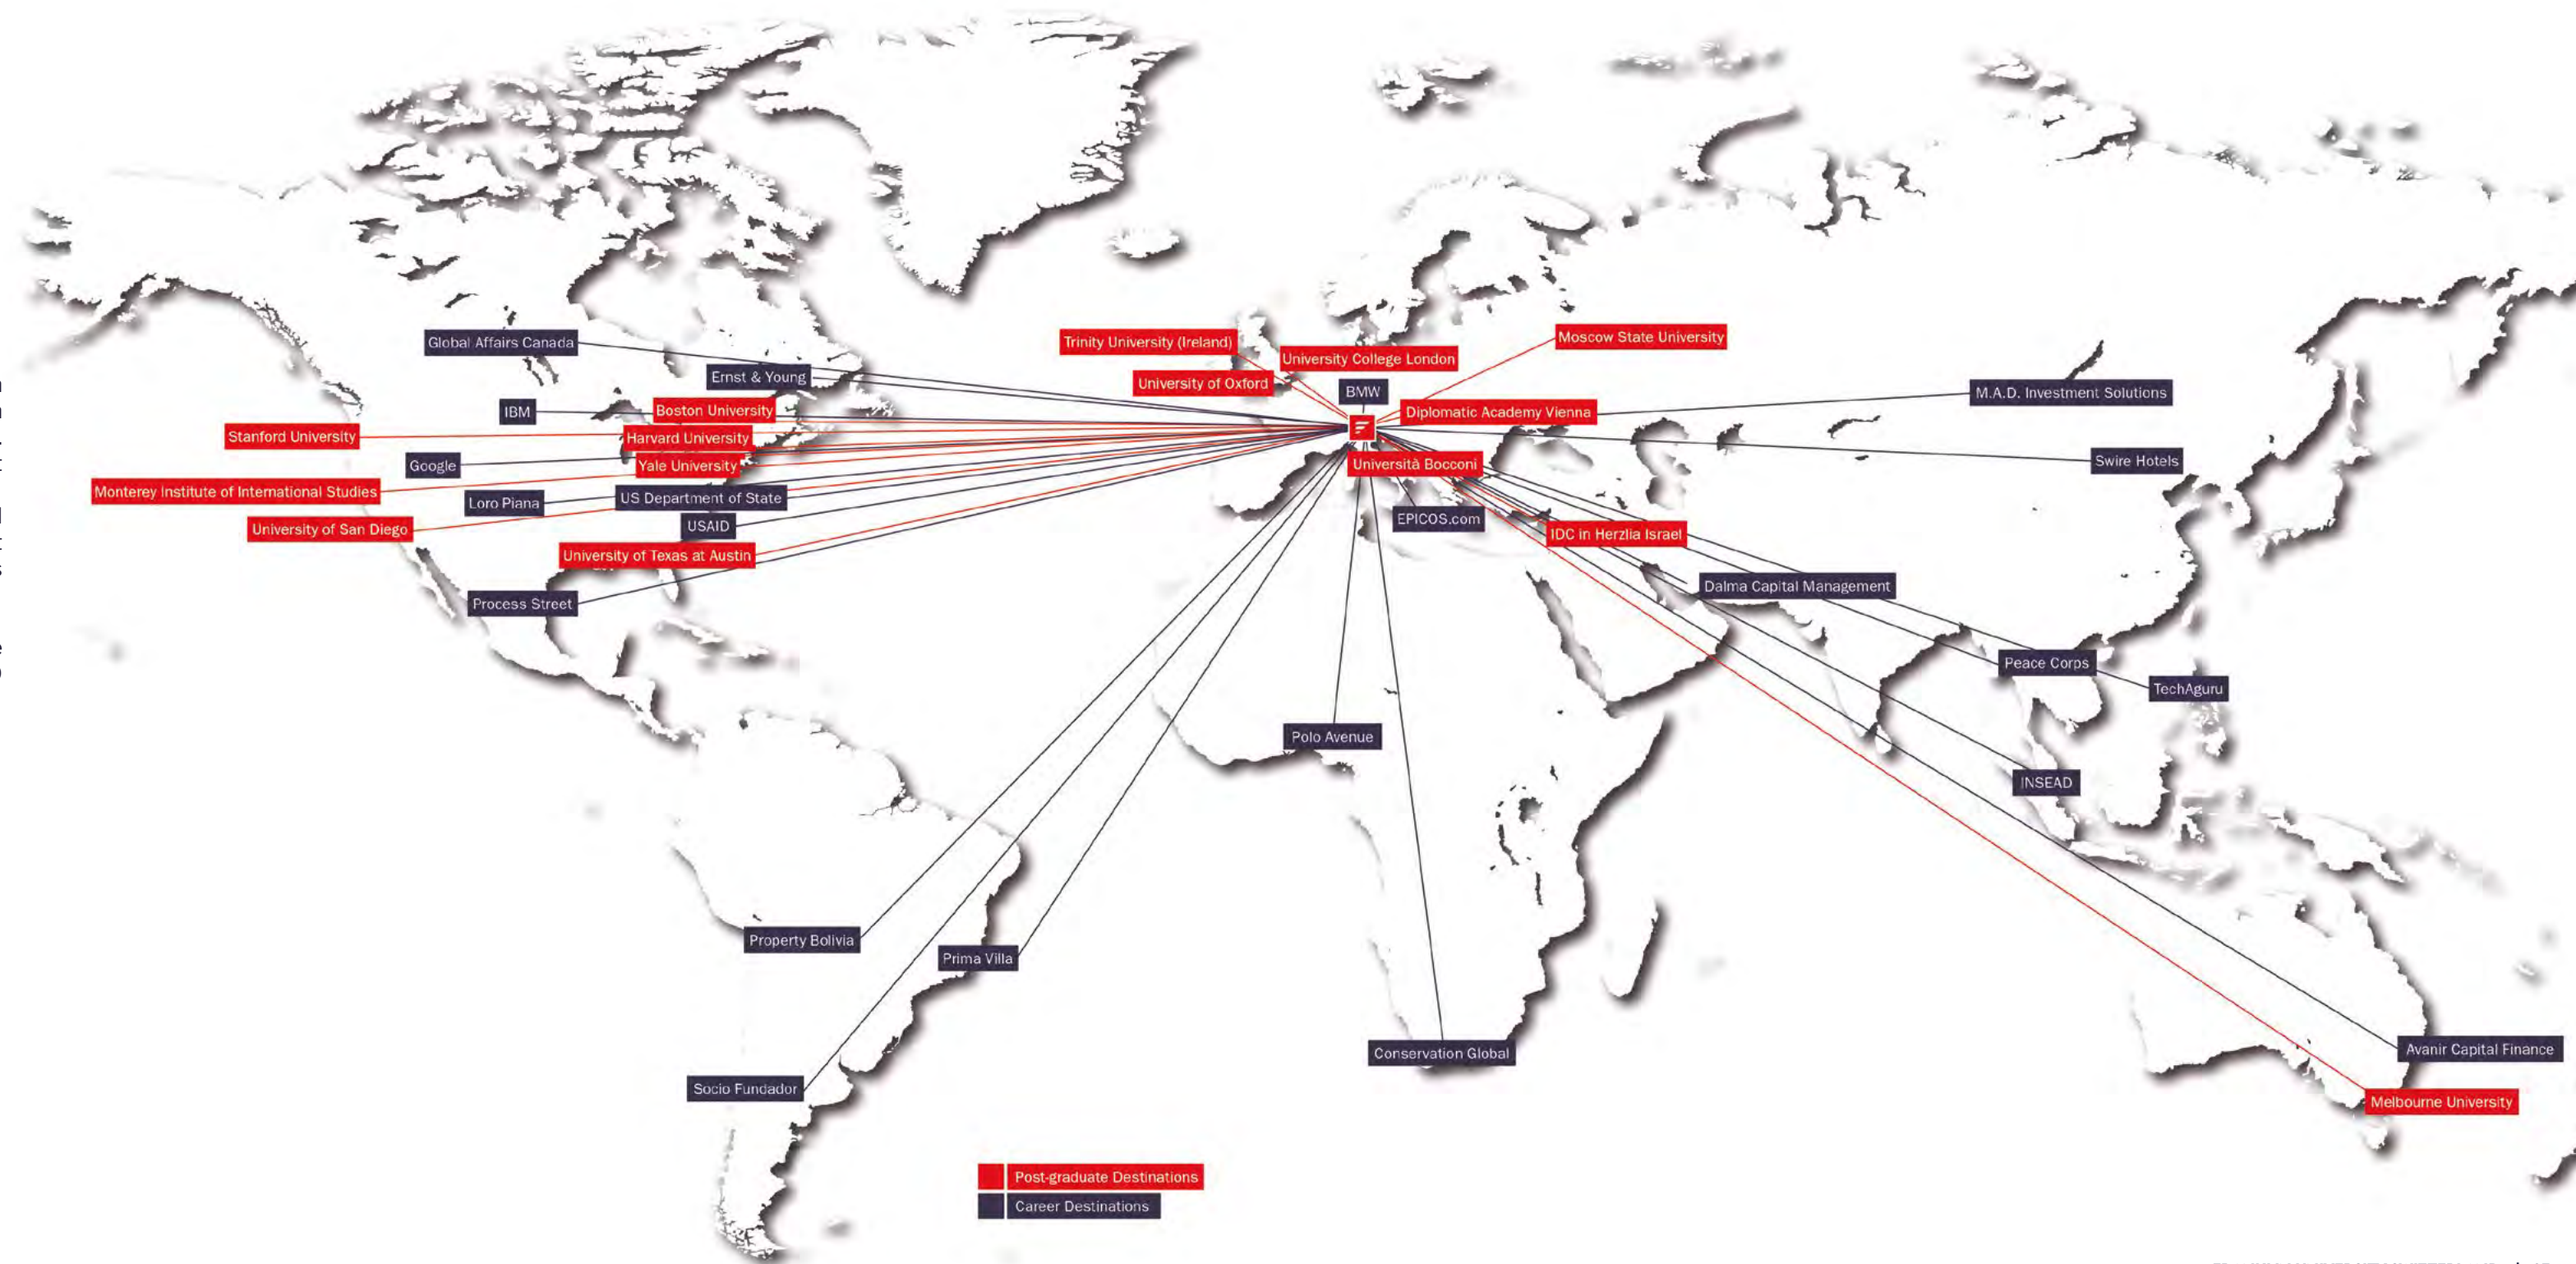 Global Affairs Canada
Trinity University (Ireland)
Moscow State University
University College London
Ernst & Young
University of Oxford
BMW
M.A.D. Investment Solutions
IBM
Boston University
Diplomatic Academy Vienna
Stanford University
Harvard University
Google
Yale University
Università Bocconi
Swire Hotels
Monterey Institute of International Studies
Loro Piana
US Department of State
University of San Diego
USAID
EPICOS.com
IDC in Herzlia Israel
University of Texas at Austin
Dalma Capital Management
Process Street
Peace Corps
TechAguru
Polo Avenue
INSEAD
Property Bolivia
Prima Villa
Conservation Global
Avanir Capital Finance
Socio Fundador
Melbourne University
Post-graduate Destinations
Career Destinations